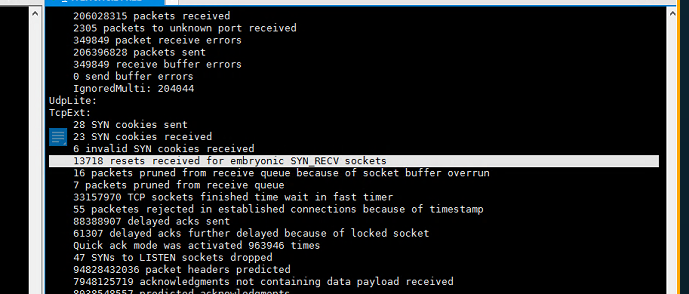 206028315 packets received
2305 packets to unknown port received
349849 packet receive errors
206396828 packets sent
349849 receive buffer errors
0 send buffer errors
IgnoredMulti: 204044
UdpLite:
TcpExt:
28 SYN cookies sent
23 SYN cookies received
6 invalid SYN cookies received
13718 resets received for embryonic SYN_RECV sockets
16 packets pruned from receive queue because of socket buffer overrun
7 packets pruned from receive queue
33157970 TCP sockets finished time wait in fast timer
55 packetes rejected in established connections because of timestamp
88388907 delayed acks sent
61307 delayed acks further delayed because of locked socket
Quick ack mode was activated 963946 times
47 SYNs to LISTEN sockets dropped
94828432036 packet headers predicted
7948125719 acknowledgments not containing data payload received
8038548557 predicted acknowledgments